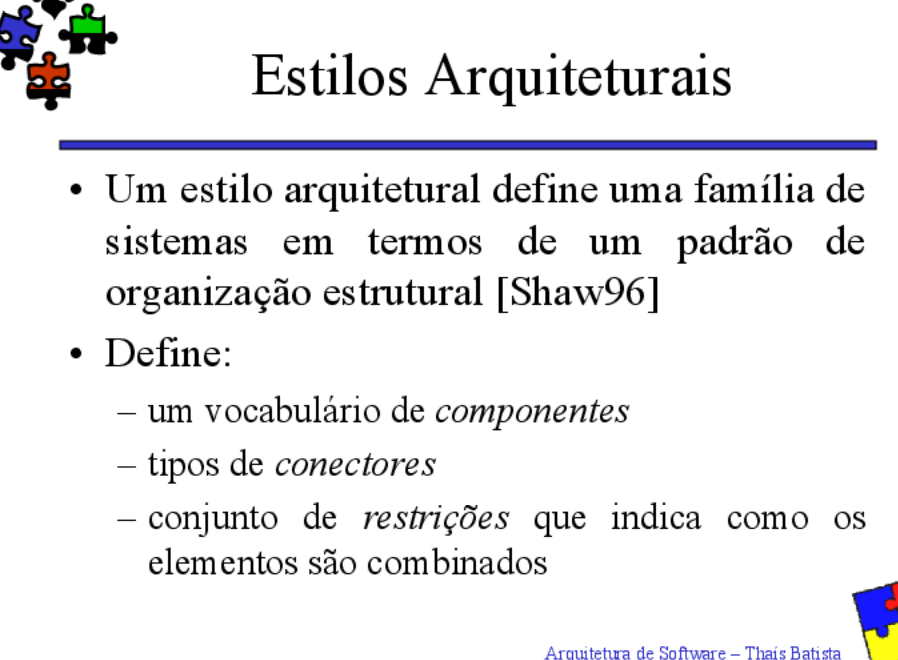 Estilos Arquiteturais
• Um estilo arquitetural define uma família de
sistemas em termos de um padrão de
organização estrutural [Shaw96]
• Define:
– um vocabulário de componentes
– tipos de conectores
– conjunto de restrições que indica como os
elementos são combinados
Arquitetura de Software – Thaís Batista